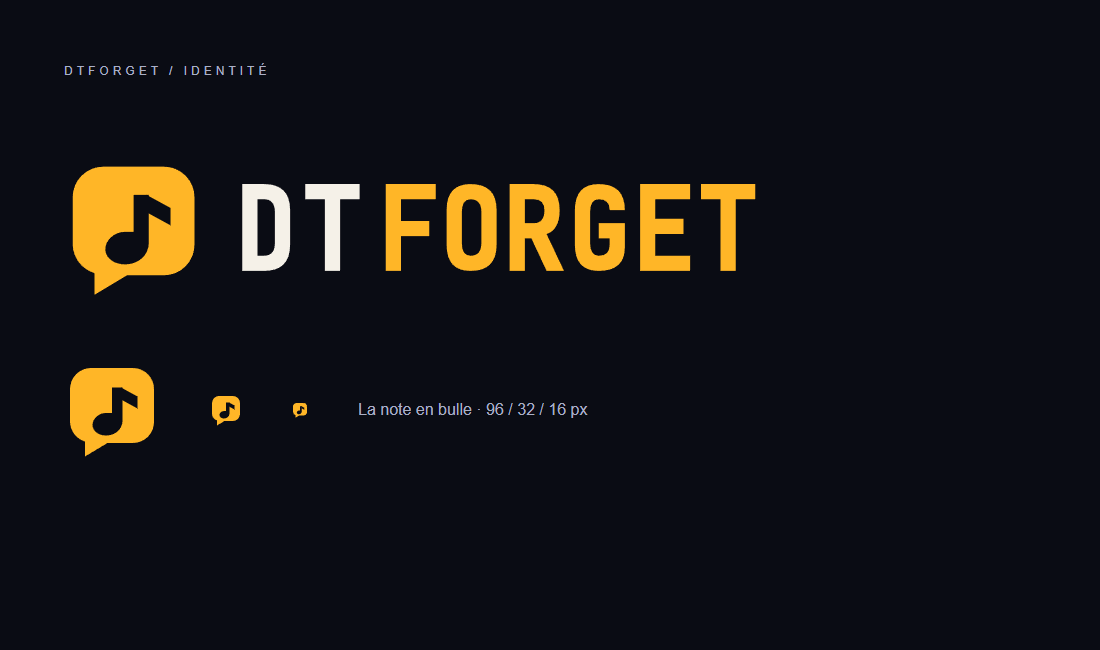 DTFORGET / IDENTITÉ
DT FORGET
La note en bulle · 96 / 32 / 16 px